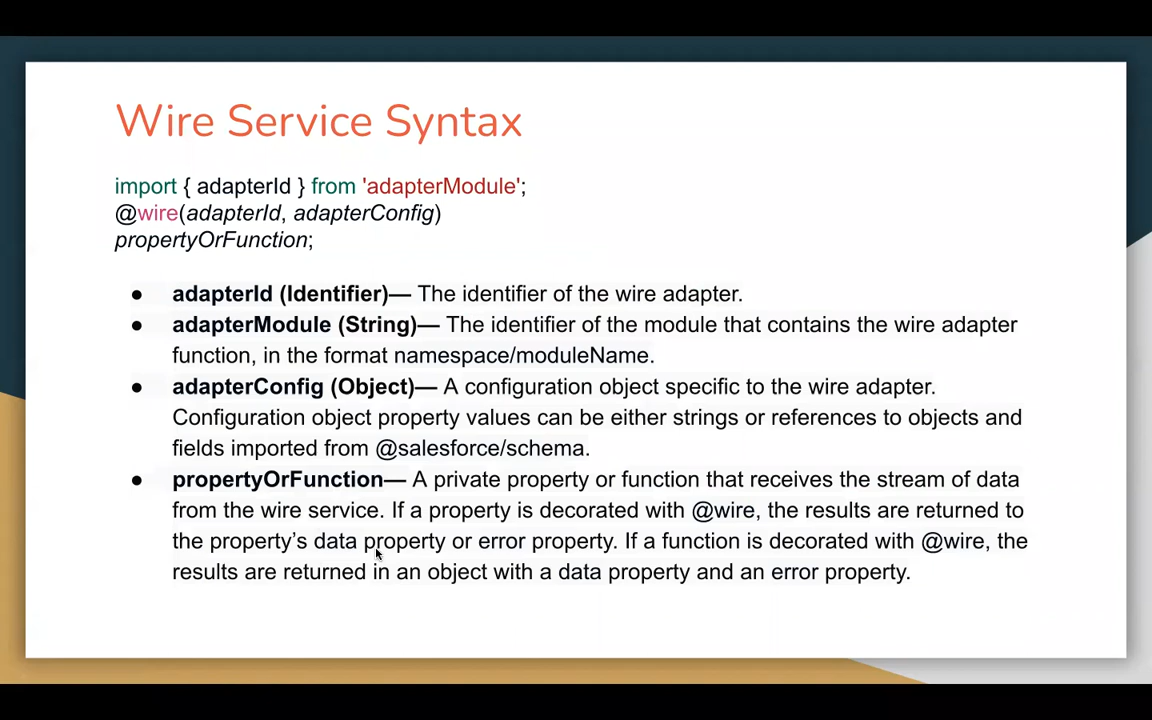 Wire Service Syntax
import { adapterId } from 'adapterModule';
@wire(adapterId, adapterConfig)
propertyOrFunction;
● adapterId (Identifier)— The identifier of the wire adapter.
● adapterModule (String)— The identifier of the module that contains the wire adapter
function, in the format namespace/moduleName.
● adapterConfig (Object)— A configuration object specific to the wire adapter.
Configuration object property values can be either strings or references to objects and
fields imported from @salesforce/schema.
● propertyOrFunction— A private property or function that receives the stream of data
from the wire service. If a property is decorated with @wire, the results are returned to
the property’s data property or error property. If a function is decorated with @wire, the
results are returned in an object with a data property and an error property.